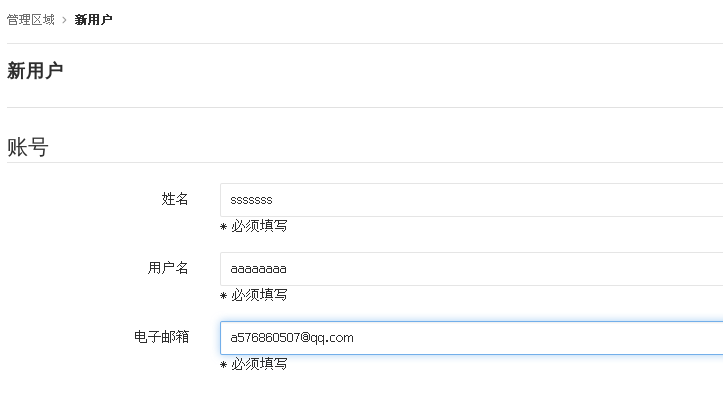 管理区域 › 新用户
新用户
账号
姓名 sssssss
* 必须填写
用户名 aaaaaaaa
* 必须填写
电子邮箱 a576860507@qq.com
* 必须填写